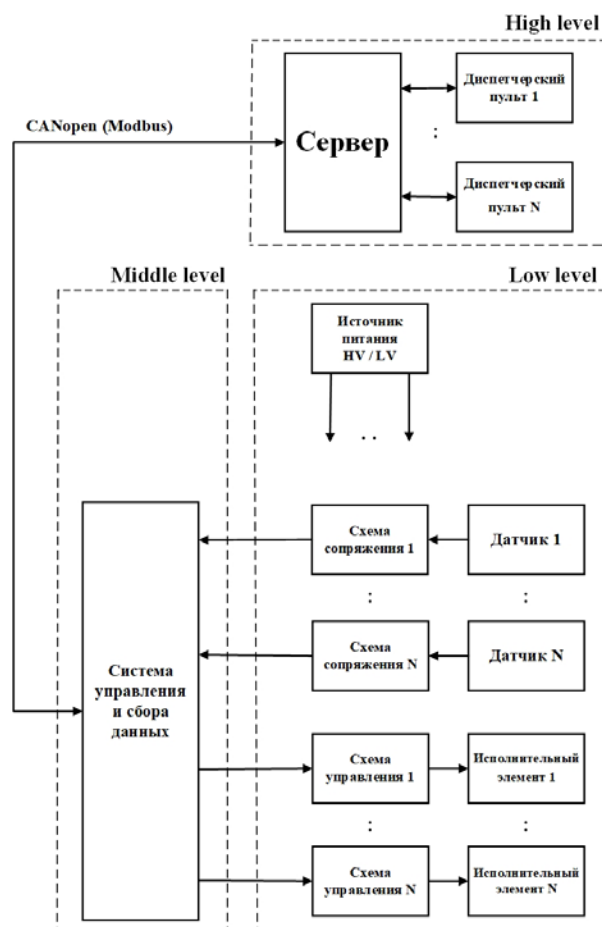 High level
Сервер
Диспетчерский
пульт 1
:
Диспетчерский
пульт N
CANopen (Modbus)
Middle level
Low level
Источник
питания
HV / LV
. .
Схема
сопряжения 1
Датчик 1
:
:
Схема
сопряжения N
Датчик N
Система
управления
и сбора
данных
Схема
управления 1
Исполнительный
элемент 1
:
:
Схема
управления N
Исполнительный
элемент N